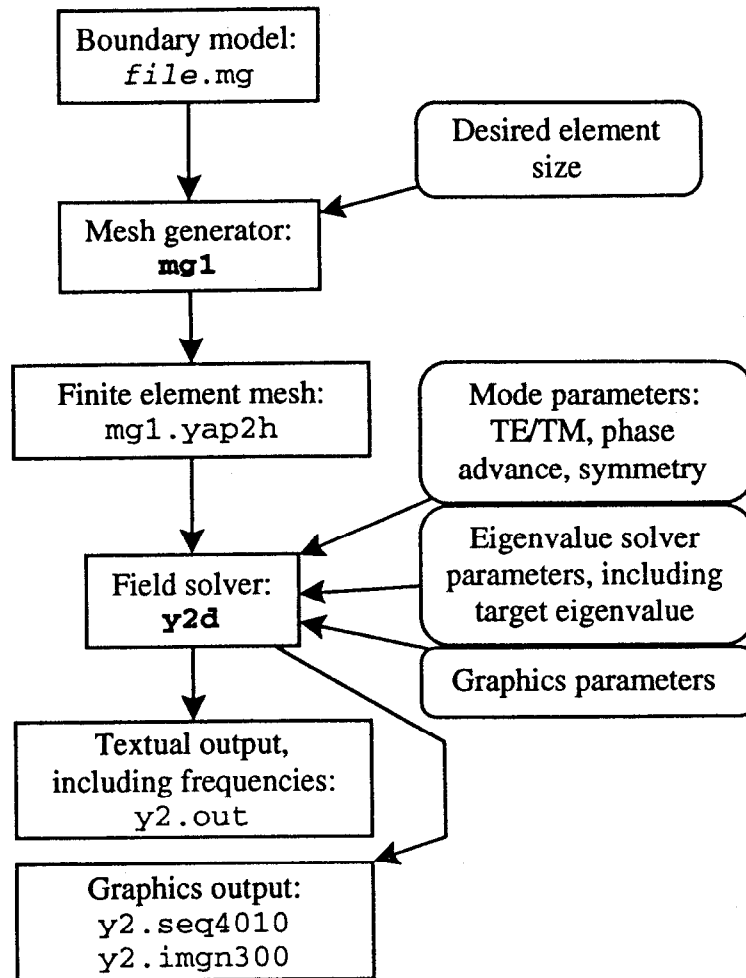 Boundary model:
file.mg
Desired element
size
Mesh generator:
mg1
Finite element mesh:
mg1.yap2h
Mode parameters:
TE/TM, phase
advance, symmetry
Eigenvalue solver
parameters, including
target eigenvalue
Field solver:
y2d
Graphics parameters
Textual output,
including frequencies:
y2.out
Graphics output:
y2.seq4010
y2.imgn300